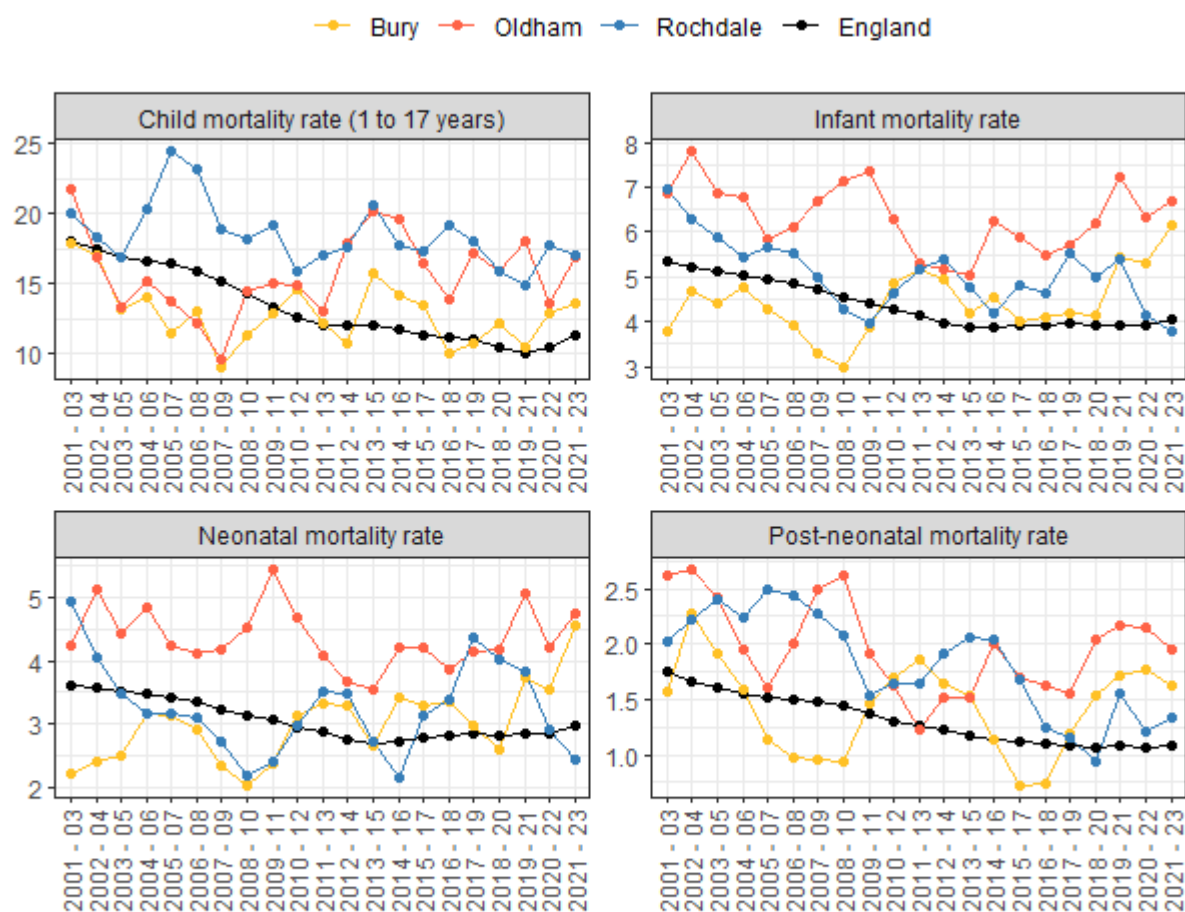 Bury Oldham Rochdale England
Child mortality rate (1 to 17 years)
25
20
15
10
2001 - 03
2002 - 04
2003 - 05
2004 - 06
2005 - 07
2006 - 08
2007 - 09
2008 - 10
2009 - 11
2010 - 12
2011 - 13
2012 - 14
2013 - 15
2014 - 16
2015 - 17
2016 - 18
2017 - 19
2018 - 20
2019 - 21
2020 - 22
2021 - 23
Infant mortality rate
8
7
6
5
4
3
2001 - 03
2002 - 04
2003 - 05
2004 - 06
2005 - 07
2006 - 08
2007 - 09
2008 - 10
2009 - 11
2010 - 12
2011 - 13
2012 - 14
2013 - 15
2014 - 16
2015 - 17
2016 - 18
2017 - 19
2018 - 20
2019 - 21
2020 - 22
2021 - 23
Neonatal mortality rate
5
4
3
2
2001 - 03
2002 - 04
2003 - 05
2004 - 06
2005 - 07
2006 - 08
2007 - 09
2008 - 10
2009 - 11
2010 - 12
2011 - 13
2012 - 14
2013 - 15
2014 - 16
2015 - 17
2016 - 18
2017 - 19
2018 - 20
2019 - 21
2020 - 22
2021 - 23
Post-neonatal mortality rate
2.5
2.0
1.5
1.0
2001 - 03
2002 - 04
2003 - 05
2004 - 06
2005 - 07
2006 - 08
2007 - 09
2008 - 10
2009 - 11
2010 - 12
2011 - 13
2012 - 14
2013 - 15
2014 - 16
2015 - 17
2016 - 18
2017 - 19
2018 - 20
2019 - 21
2020 - 22
2021 - 23